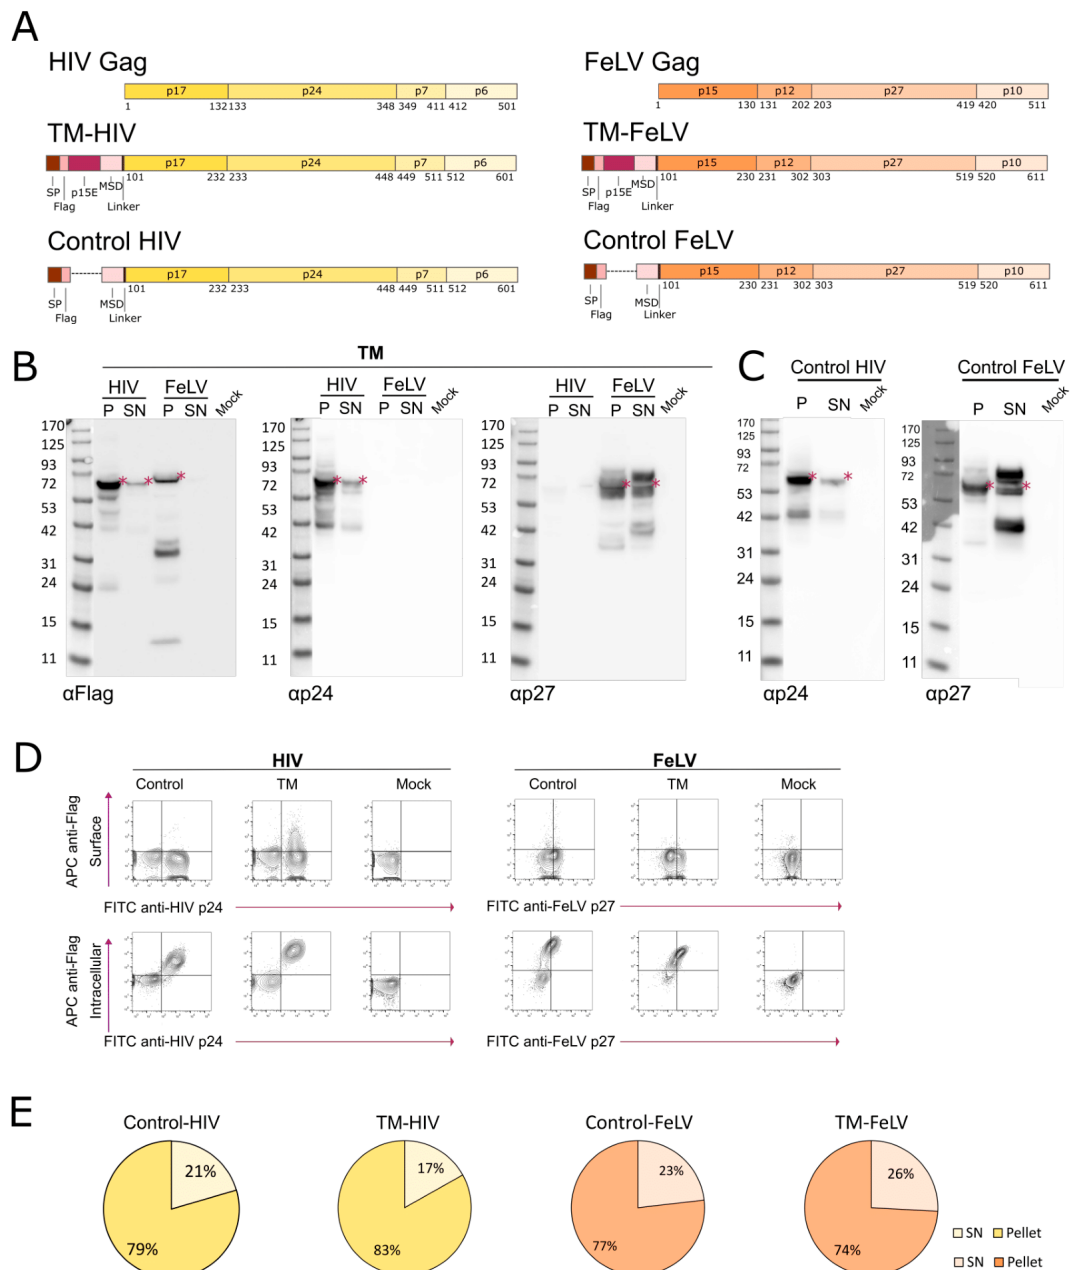 A
HIV Gag
p17 p24 p7 p6
1 132 133 348 349 411 412 501
TM-HIV
p17 p24 p7 p6
101 232 233 448 449 511 512 601
SP p15E MSD
Flag Linker
Control HIV
p17 p24 p7 p6
101 232 233 448 449 511 512 601
SP MSD
Flag Linker
FeLV Gag
p15 p12 p27 p10
1 130 131 202 203 419 420 511
TM-FeLV
p15 p12 p27 p10
101 230 231 302 303 519 520 611
SP p15E MSD
Flag Linker
Control FeLV
p15 p12 p27 p10
101 230 231 302 303 519 520 611
SP MSD
Flag Linker
B
TM
HIV FeLV
P SN P SN Mock
170
125
93
72
53
42
31
24
15
11
* * *
αFlag
HIV FeLV
P SN P SN Mock
170
125
93
72
53
42
31
24
15
11
* *
αp24
HIV FeLV
P SN P SN Mock
170
125
93
72
53
42
31
24
15
11
* *
αp27
C
Control HIV
P SN Mock
170
125
93
72
53
42
31
24
15
11
* *
αp24
Control FeLV
P SN Mock
170
125
93
72
53
42
31
24
15
11
* *
αp27
D
HIV
Control TM Mock
APC anti-Flag
Surface
FITC anti-HIV p24
APC anti-Flag
Intracellular
FITC anti-HIV p24
FeLV
Control TM Mock
FITC anti-FeLV p27
FITC anti-FeLV p27
E
Control-HIV
21%
79%
TM-HIV
17%
83%
Control-FeLV
23%
77%
TM-FeLV
26%
74%
SN Pellet
SN Pellet